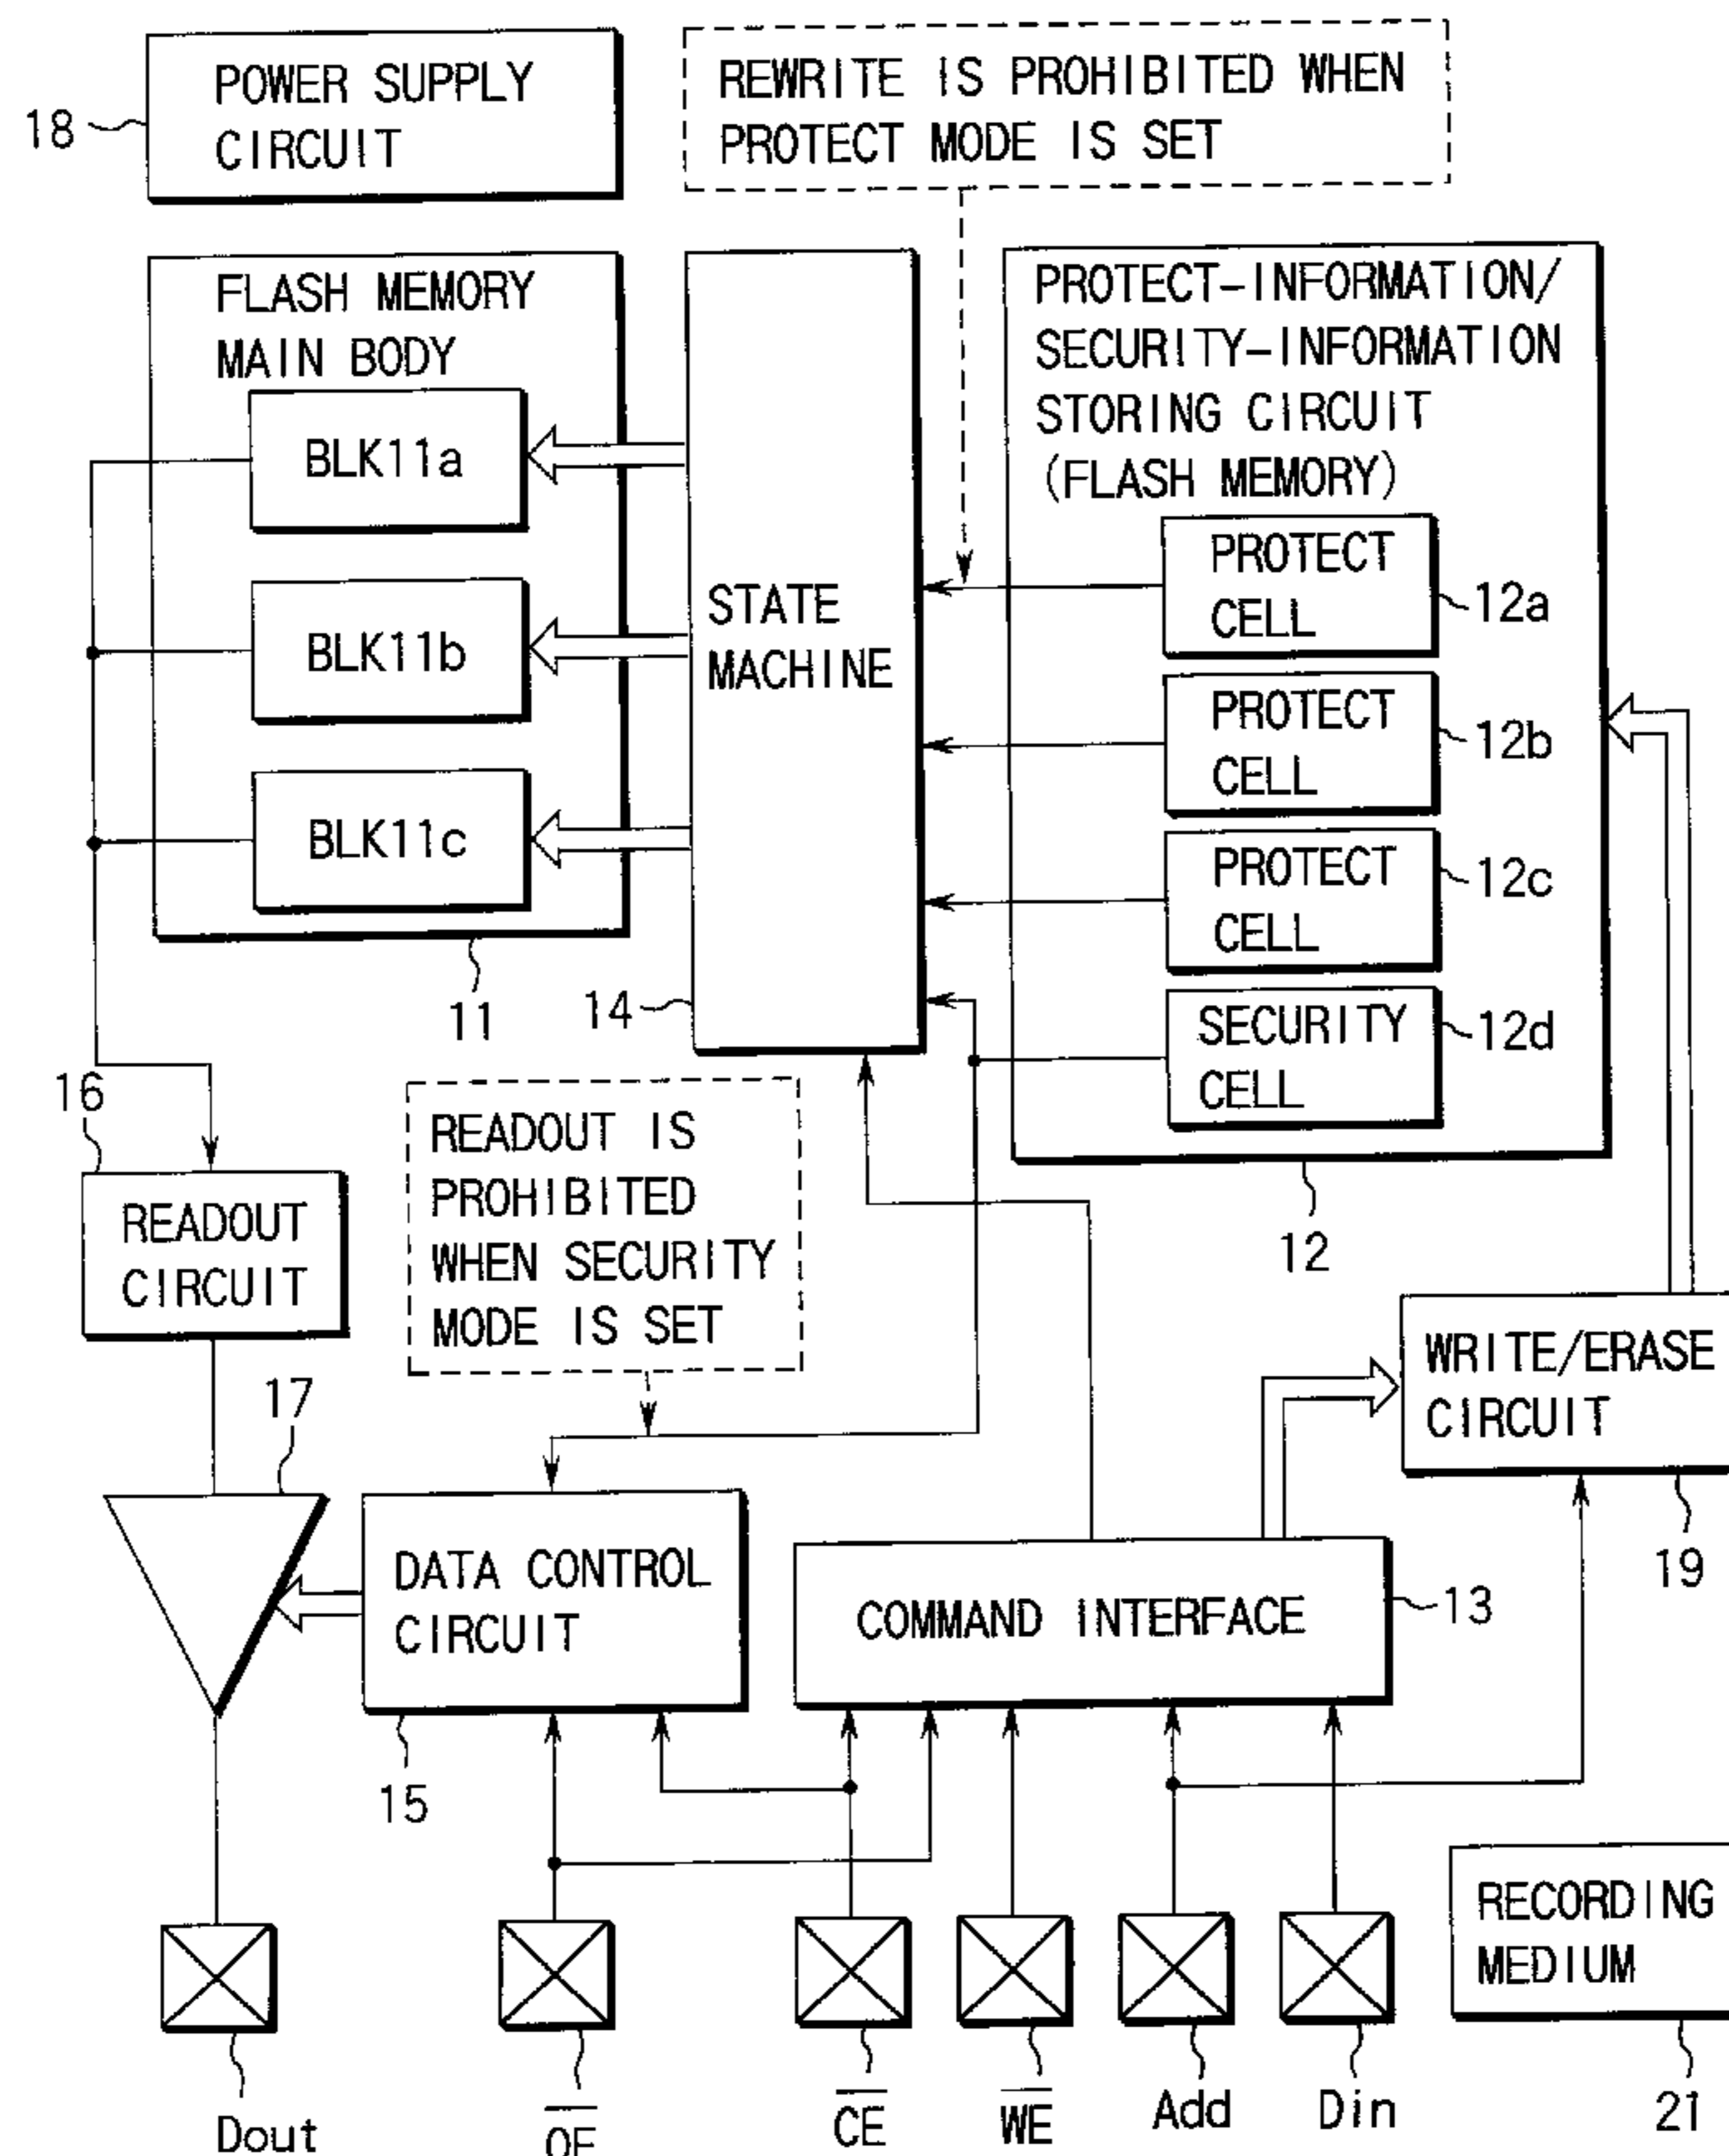 POWER SUPPLY
CIRCUIT
18
REWRITE IS PROHIBITED WHEN
PROTECT MODE IS SET
FLASH MEMORY
MAIN BODY
BLK11a
BLK11b
BLK11c
11
STATE
MACHINE
14
PROTECT-INFORMATION/
SECURITY-INFORMATION
STORING CIRCUIT
(FLASH MEMORY)
PROTECT
CELL
12a
PROTECT
CELL
12b
PROTECT
CELL
12c
SECURITY
CELL
12d
12
16
READOUT
CIRCUIT
READOUT IS
PROHIBITED
WHEN SECURITY
MODE IS SET
WRITE/ERASE
CIRCUIT
19
17
DATA CONTROL
CIRCUIT
15
COMMAND INTERFACE
13
RECORDING
MEDIUM
21
Dout
O̅E̅
C̅E̅
W̅E̅
Add
Din